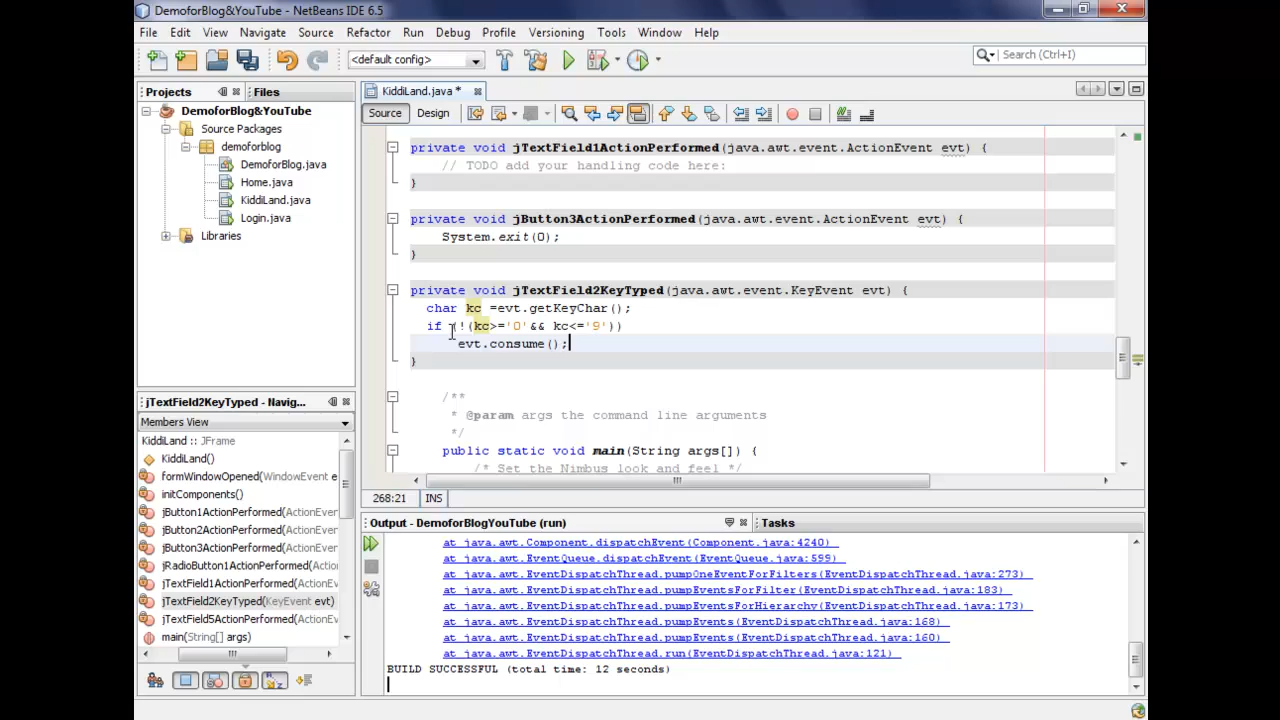 DemoforBlog&YouTube - NetBeans IDE 6.5
File Edit View Navigate Source Refactor Run Debug Profile Versioning Tools Window Help
<default config>
Search (Ctrl+I)
Projects Files
KiddiLand.java *
DemoforBlog&YouTube
Source Packages
demoforblog
DemoforBlog.java
Home.java
KiddiLand.java
Login.java
Libraries
Source Design
private void jTextField1ActionPerformed(java.awt.event.ActionEvent evt) {
// TODO add your handling code here:
}
private void jButton3ActionPerformed(java.awt.event.ActionEvent evt) {
System.exit(0);
}
private void jTextField2KeyTyped(java.awt.event.KeyEvent evt) {
char kc =evt.getKeyChar();
if (!(kc>='0'&& kc<='9'))
evt.consume();
}
/**
* @param args the command line arguments
*/
public static void main(String args[]) {
/* Set the Nimbus look and feel */
268:21 INS
jTextField2KeyTyped - Navig...
Members View
KiddiLand :: JFrame
KiddiLand()
formWindowOpened(WindowEvent e
initComponents()
jButton1ActionPerformed(ActionEven
jButton2ActionPerformed(ActionEven
jButton3ActionPerformed(ActionEven
jRadioButton1ActionPerformed(Actio
jTextField1ActionPerformed(ActionE
jTextField2KeyTyped(KeyEvent evt)
jTextField5ActionPerformed(ActionE
main(String[] args)
Output - DemoforBlogYouTube (run) Tasks
at java.awt.Component.dispatchEvent(Component.java:4240)
at java.awt.EventQueue.dispatchEvent(EventQueue.java:599)
at java.awt.EventDispatchThread.pumpOneEventForFilters(EventDispatchThread.java:273)
at java.awt.EventDispatchThread.pumpEventsForFilter(EventDispatchThread.java:183)
at java.awt.EventDispatchThread.pumpEventsForHierarchy(EventDispatchThread.java:173)
at java.awt.EventDispatchThread.pumpEvents(EventDispatchThread.java:168)
at java.awt.EventDispatchThread.pumpEvents(EventDispatchThread.java:160)
at java.awt.EventDispatchThread.run(EventDispatchThread.java:121)
BUILD SUCCESSFUL (total time: 12 seconds)